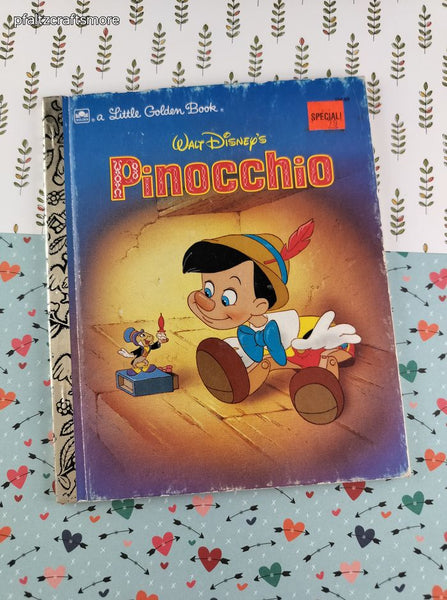 pfaltzcraftsmore
a Little Golden Book®
SPECIAL!
WALT DISNEY'S
Pinocchio